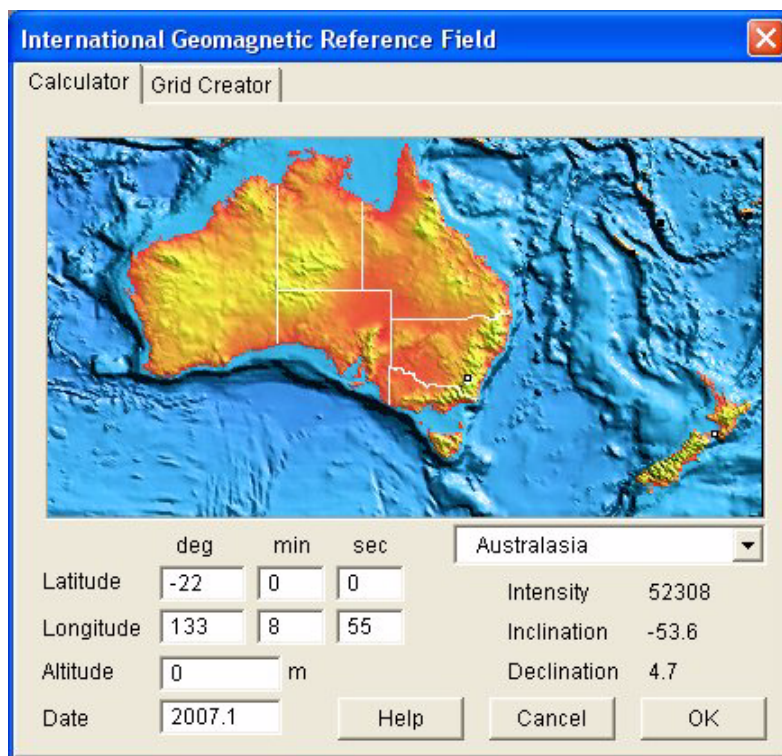 International Geomagnetic Reference Field
Calculator Grid Creator
deg min sec Australasia
Latitude -22 0 0 Intensity 52308
Longitude 133 8 55 Inclination -53.6
Altitude 0 m Declination 4.7
Date 2007.1 Help Cancel OK